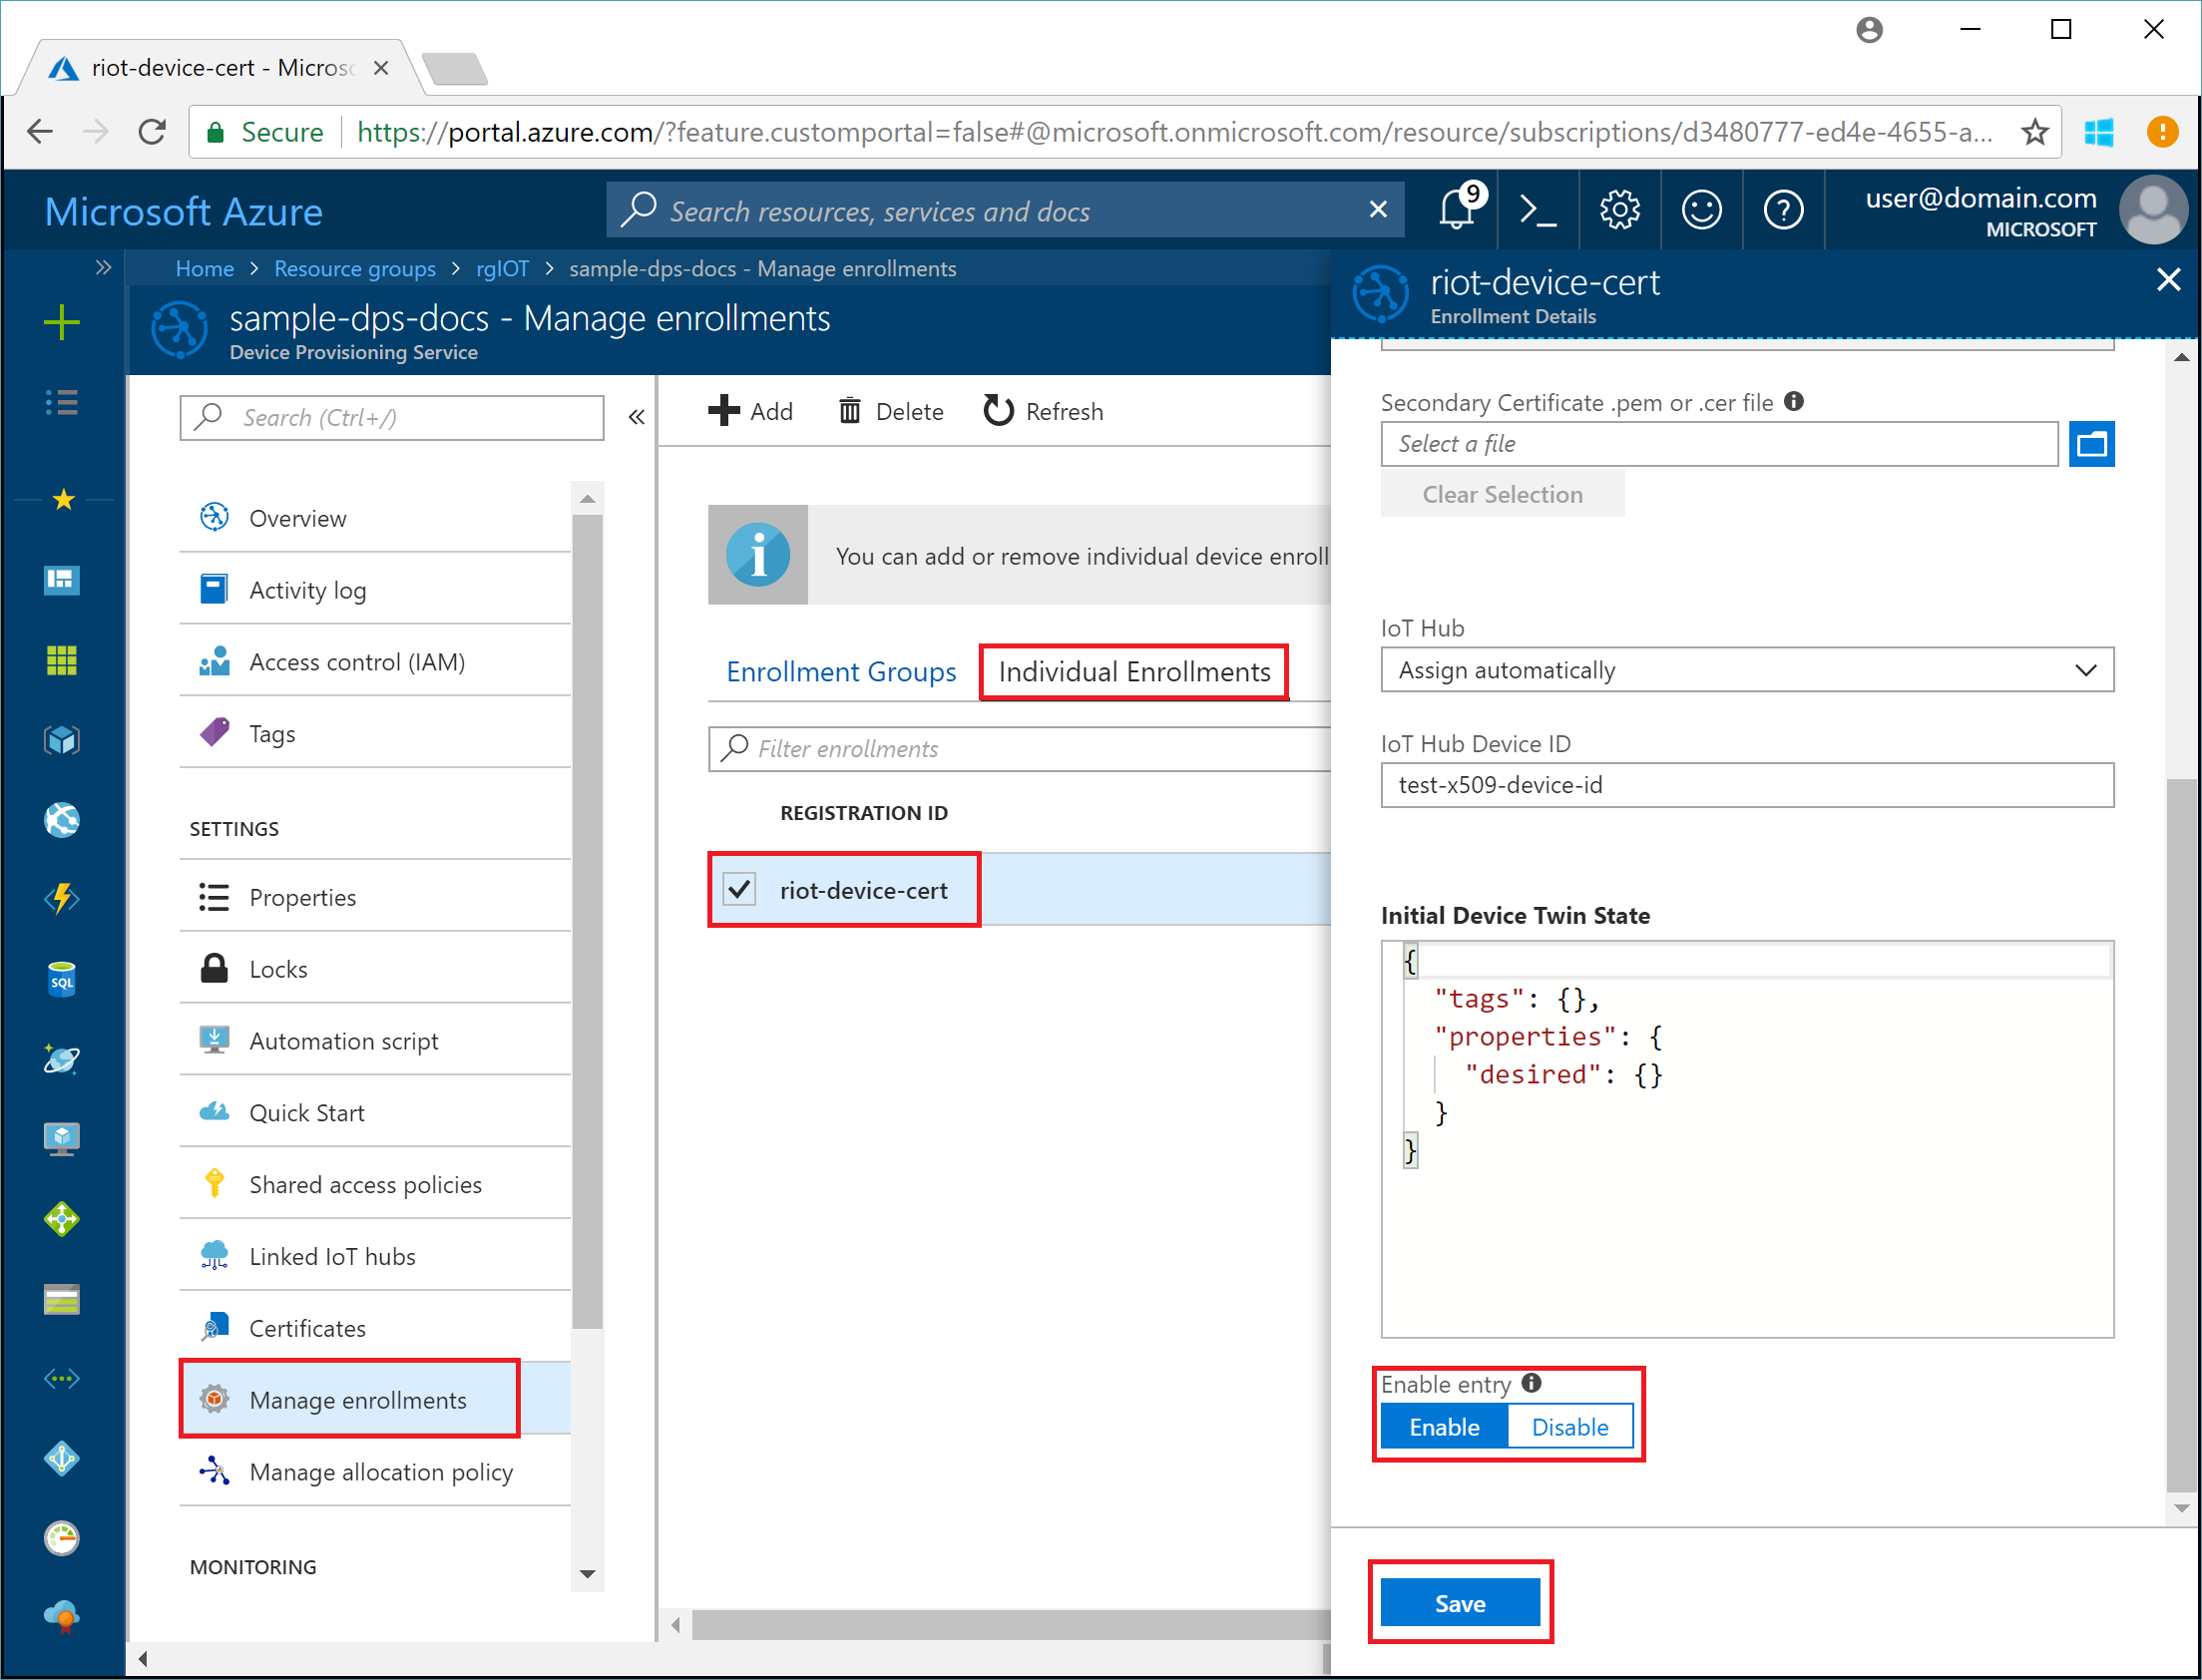 riot-device-cert - Micros
Secure
https://portal.azure.com/?feature.customportal=false#@microsoft.onmicrosoft.com/resource/subscriptions/d3480777-ed4e-4655-a...
Microsoft Azure
Search resources, services and docs
9
user@domain.com
MICROSOFT
Home > Resource groups > rgIOT > sample-dps-docs - Manage enrollments
sample-dps-docs - Manage enrollments
Device Provisioning Service
Search (Ctrl+/)
Overview
Activity log
Access control (IAM)
Tags
SETTINGS
Properties
Locks
Automation script
Quick Start
Shared access policies
Linked IoT hubs
Certificates
Manage enrollments
Manage allocation policy
MONITORING
SQL
Add
Delete
Refresh
You can add or remove individual device enroll
Enrollment Groups
Individual Enrollments
Filter enrollments
REGISTRATION ID
riot-device-cert
riot-device-cert
Enrollment Details
Secondary Certificate .pem or .cer file
Select a file
Clear Selection
IoT Hub
Assign automatically
IoT Hub Device ID
test-x509-device-id
Initial Device Twin State
{
"tags": {},
"properties": {
"desired": {}
}
}
Enable entry
Enable
Disable
Save